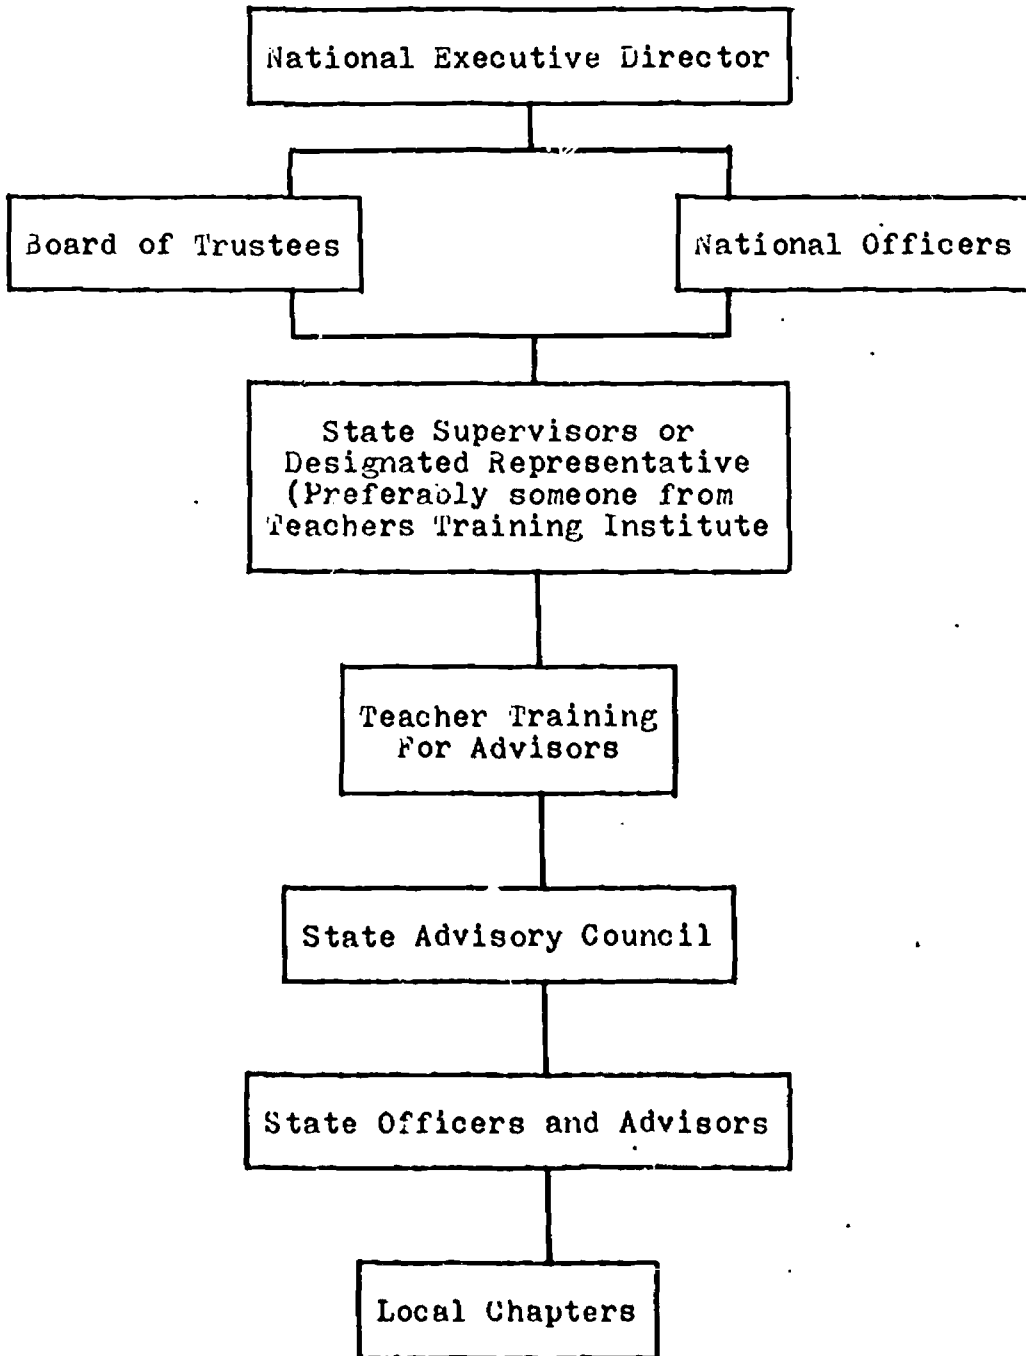 National Executive Director
Board of Trustees
National Officers
State Supervisors or
Designated Representative
(Preferably someone from
Teachers Training Institute
Teacher Training
For Advisors
State Advisory Council
State Officers and Advisors
Local Chapters